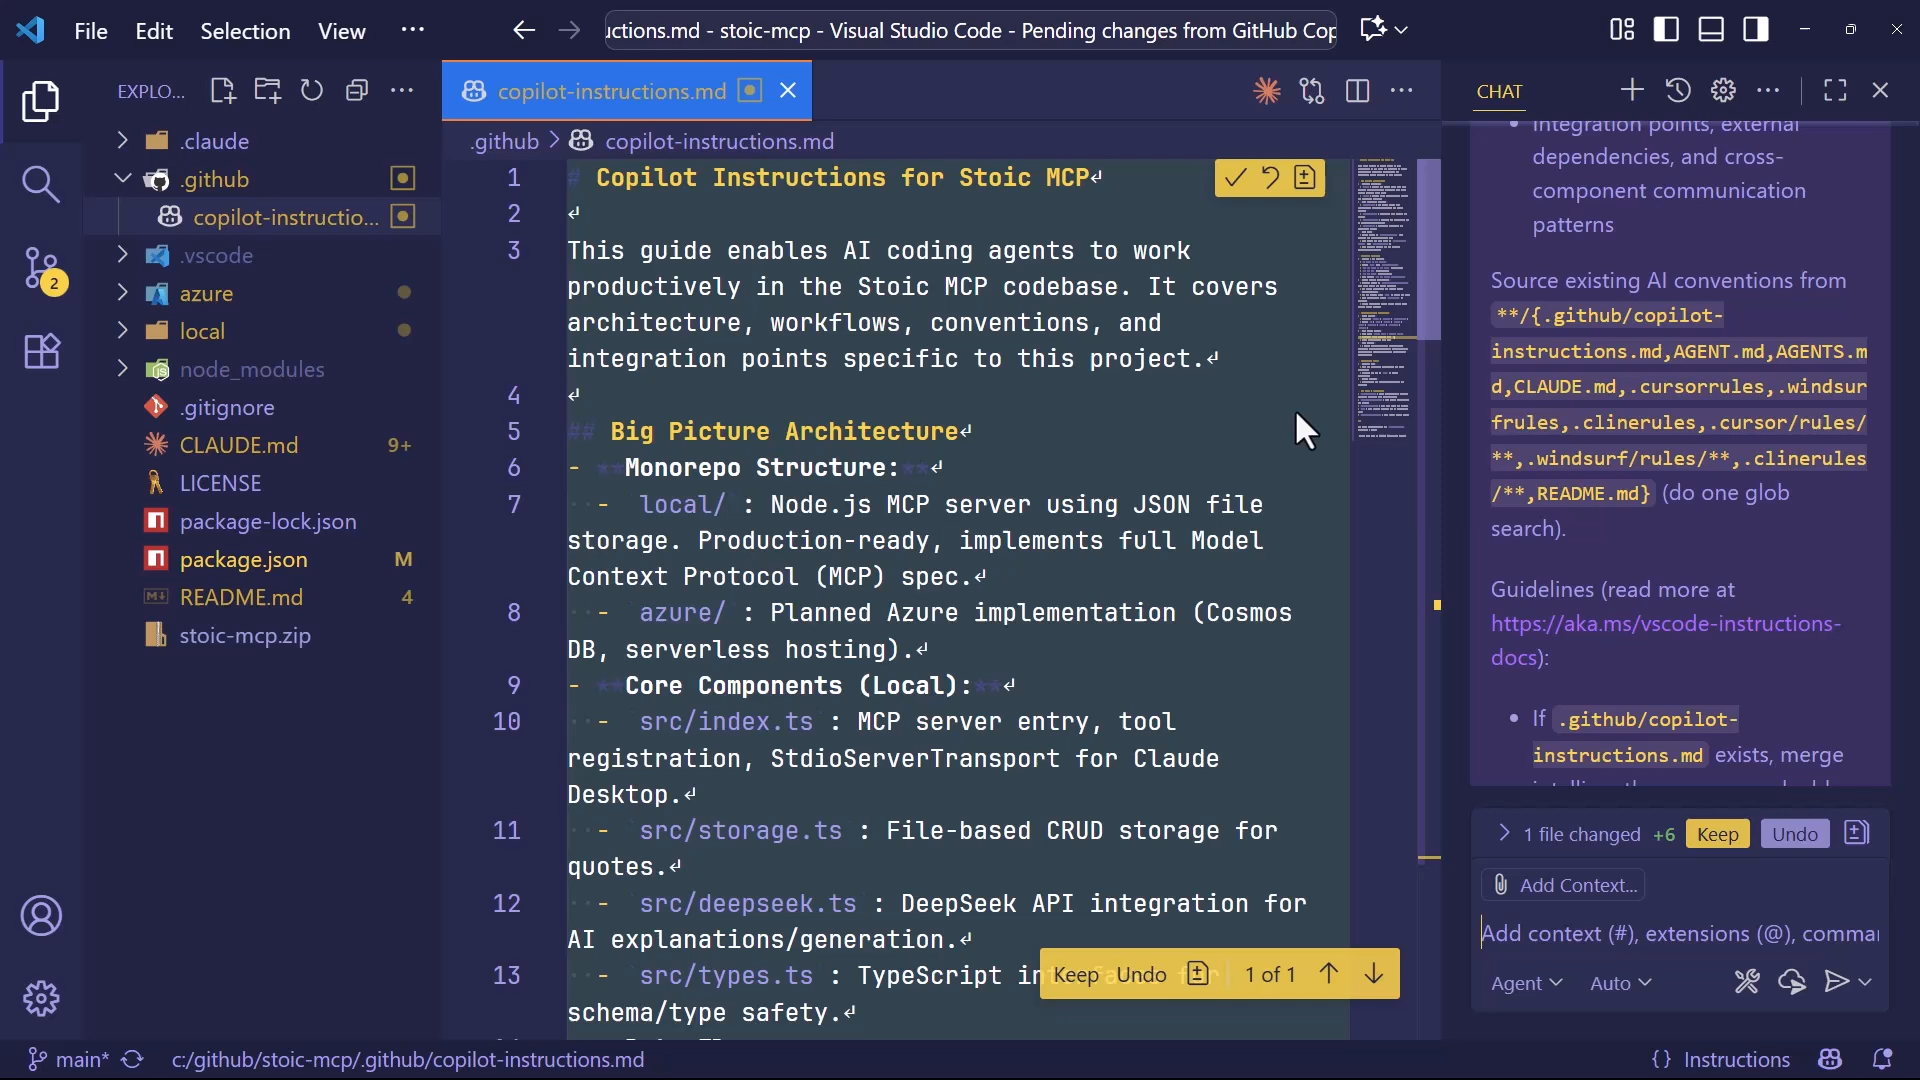 File Edit Selection View ...
uctions.md - stoic-mcp - Visual Studio Code - Pending changes from GitHub Cop
EXPLO...
.claude
.github
copilot-instructio...
.vscode
azure
local
node_modules
.gitignore
CLAUDE.md 9+
LICENSE
package-lock.json
package.json M
README.md 4
stoic-mcp.zip
2
copilot-instructions.md
.github > copilot-instructions.md
1 # Copilot Instructions for Stoic MCP
2
3 This guide enables AI coding agents to work
productively in the Stoic MCP codebase. It covers
architecture, workflows, conventions, and
integration points specific to this project.
4
5 ## Big Picture Architecture
6 - **Monorepo Structure:**
7 - local/ : Node.js MCP server using JSON file
storage. Production-ready, implements full Model
Context Protocol (MCP) spec.
8 - azure/ : Planned Azure implementation (Cosmos
DB, serverless hosting).
9 - **Core Components (Local):**
10 - src/index.ts : MCP server entry, tool
registration, StdioServerTransport for Claude
Desktop.
11 - src/storage.ts : File-based CRUD storage for
quotes.
12 - src/deepseek.ts : DeepSeek API integration for
AI explanations/generation.
13 - src/types.ts : TypeScript
schema/type safety.
Keep Undo 1 of 1
CHAT
Integration points, external
dependencies, and cross-
component communication
patterns
Source existing AI conventions from
**/{.github/copilot-
instructions.md,AGENT.md,AGENTS.m
d,CLAUDE.md,.cursorrules,.windsur
frules,.clinerules,.cursor/rules/
**,.windsurf/rules/**,.clinerules
/**,README.md} (do one glob
search).
Guidelines (read more at
https://aka.ms/vscode-instructions-
docs):
If .github/copilot-
instructions.md exists, merge
1 file changed +6 Keep Undo
Add Context...
Add context (#), extensions (@), comma
Agent Auto
main* c:/github/stoic-mcp/.github/copilot-instructions.md
{} Instructions